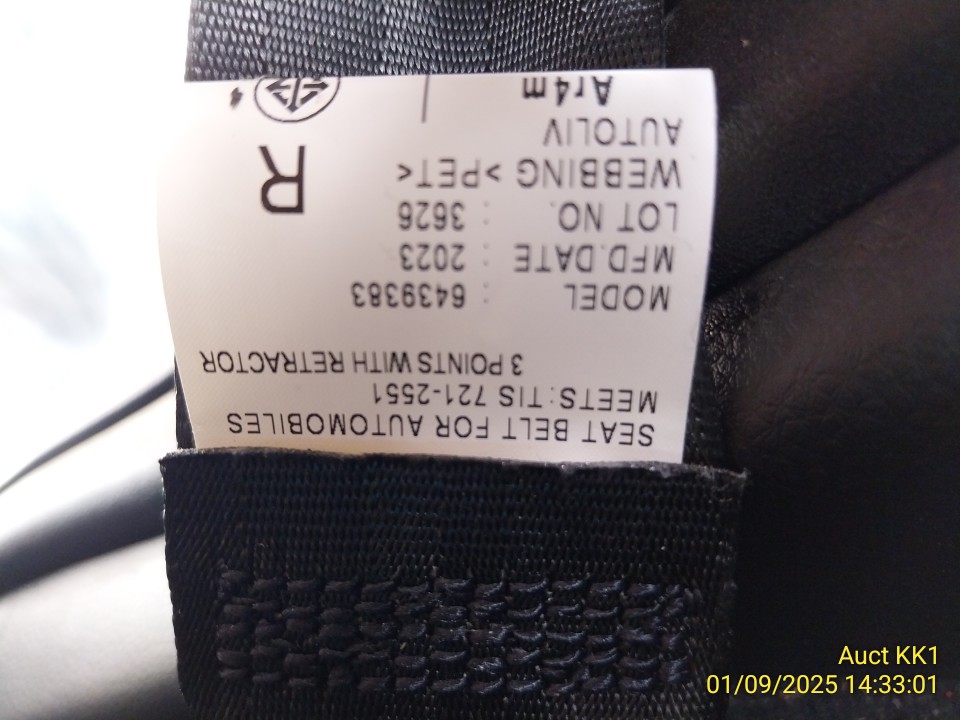 SEAT BELT FOR AUTOMOBILES
MEETS:TIS 721-2551
3 POINTS WITH RETRACTOR
MODEL : 6439383
MFD.DATE : 2023
LOT NO. : 3626
WEBBING >PET<
AUTOLIV
R
Ar4m
Auct KK1
01/09/2025 14:33:01